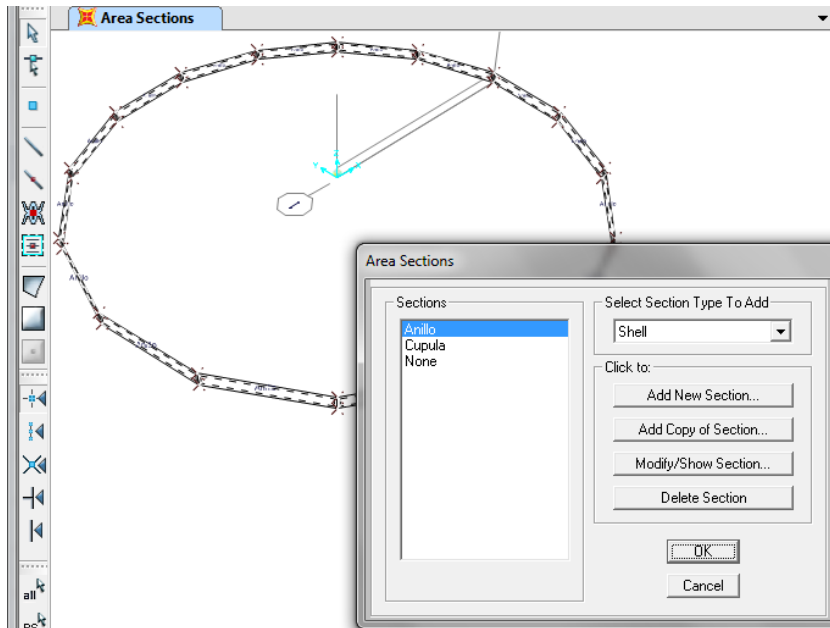 Area Sections
Z
Y
X
Anillo
Area Sections
Sections
Anillo
Cupula
None
Select Section Type To Add
Shell
Click to:
Add New Section...
Add Copy of Section...
Modify/Show Section...
Delete Section
OK
Cancel
all